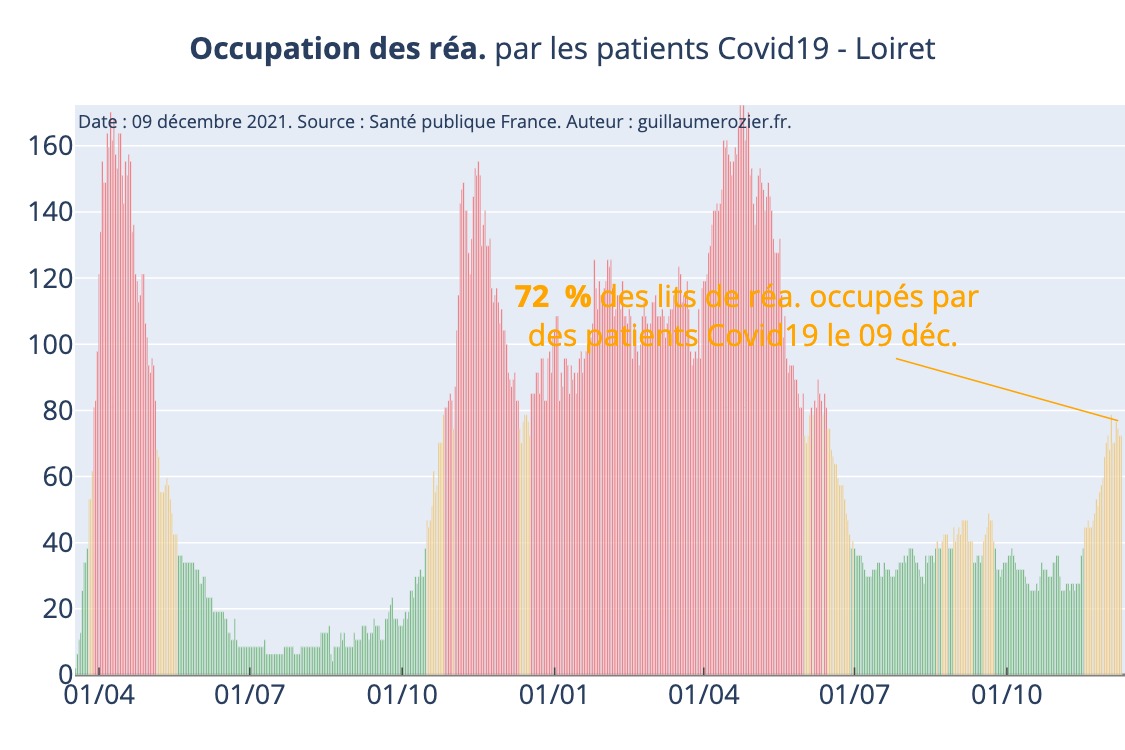 Occupation des réa. par les patients Covid19 - Loiret
Date : 09 décembre 2021. Source : Santé publique France. Auteur : guillaumerozier.fr.
160
140
120
72 % des lits de réa. occupés par
des patients Covid19 le 09 déc.
100
80
60
40
20
0
01/04 01/07 01/10 01/01 01/04 01/07 01/10